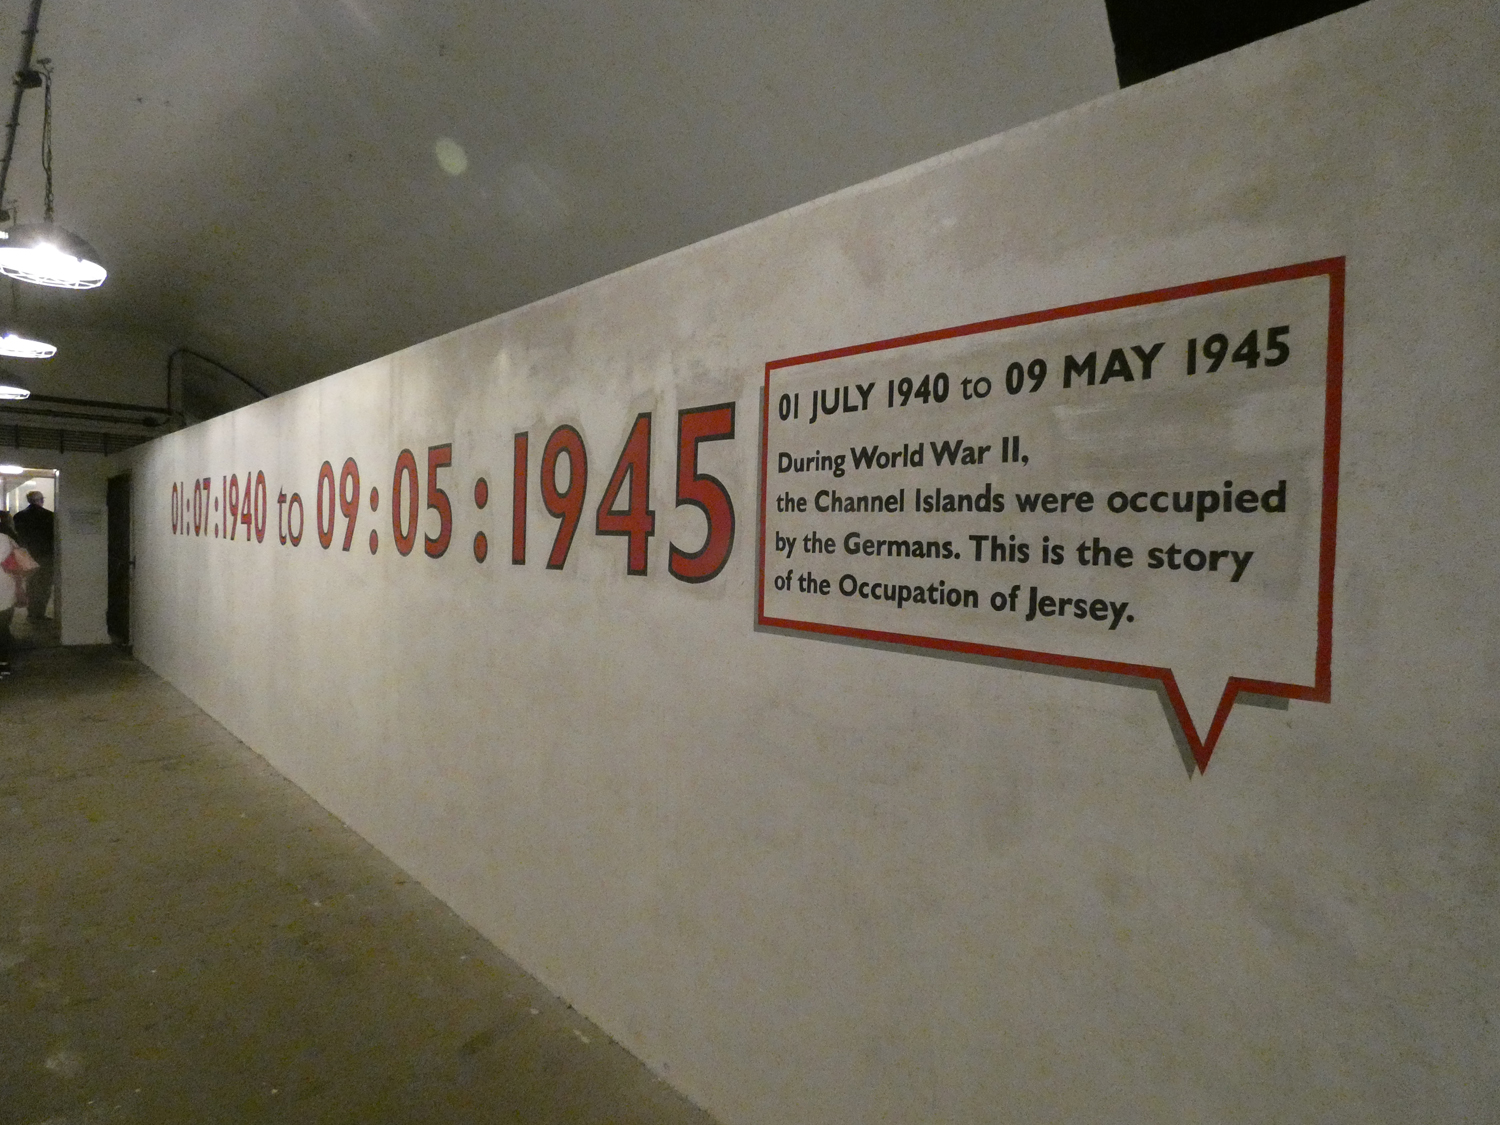 01:07:1940 to 09:05:1945
01 JULY 1940 to 09 MAY 1945
During World War II,
the Channel Islands were occupied
by the Germans. This is the story
of the Occupation of Jersey.